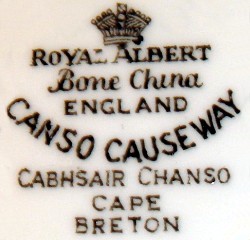 ROYAL ALBERT
Bone China
ENGLAND
CANSO CAUSEWAY
CABHSAIR CHANSO
CAPE
BRETON